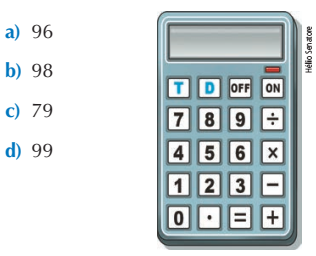 a) 96
b) 98
c) 79
d) 99
T D OFF ON
7 8 9 ÷
4 5 6 ×
1 2 3 −
0 · = +
Hélio Senatore